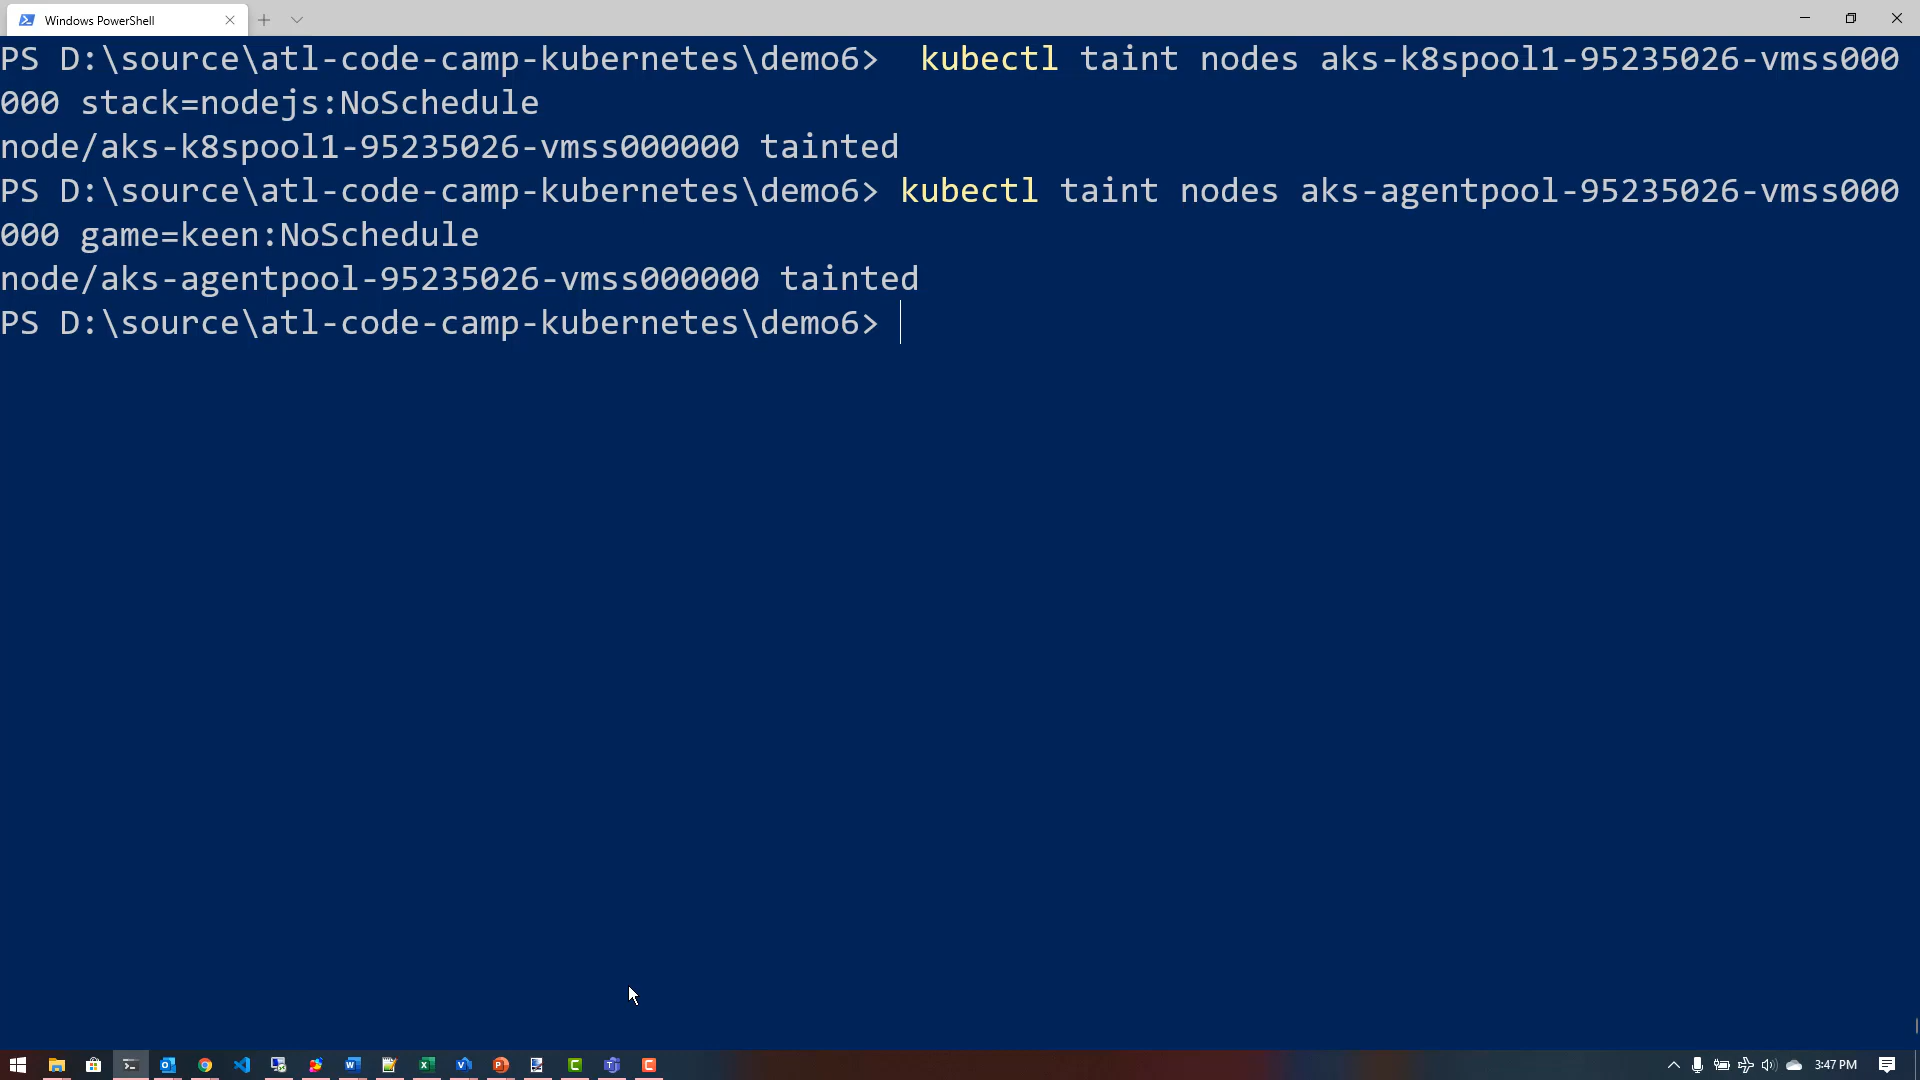 Windows PowerShell
PS D:\source\atl-code-camp-kubernetes\demo6>  kubectl taint nodes aks-k8spool1-95235026-vmss000
000 stack=nodejs:NoSchedule
node/aks-k8spool1-95235026-vmss000000 tainted
PS D:\source\atl-code-camp-kubernetes\demo6> kubectl taint nodes aks-agentpool-95235026-vmss000
000 game=keen:NoSchedule
node/aks-agentpool-95235026-vmss000000 tainted
PS D:\source\atl-code-camp-kubernetes\demo6>
3:47 PM